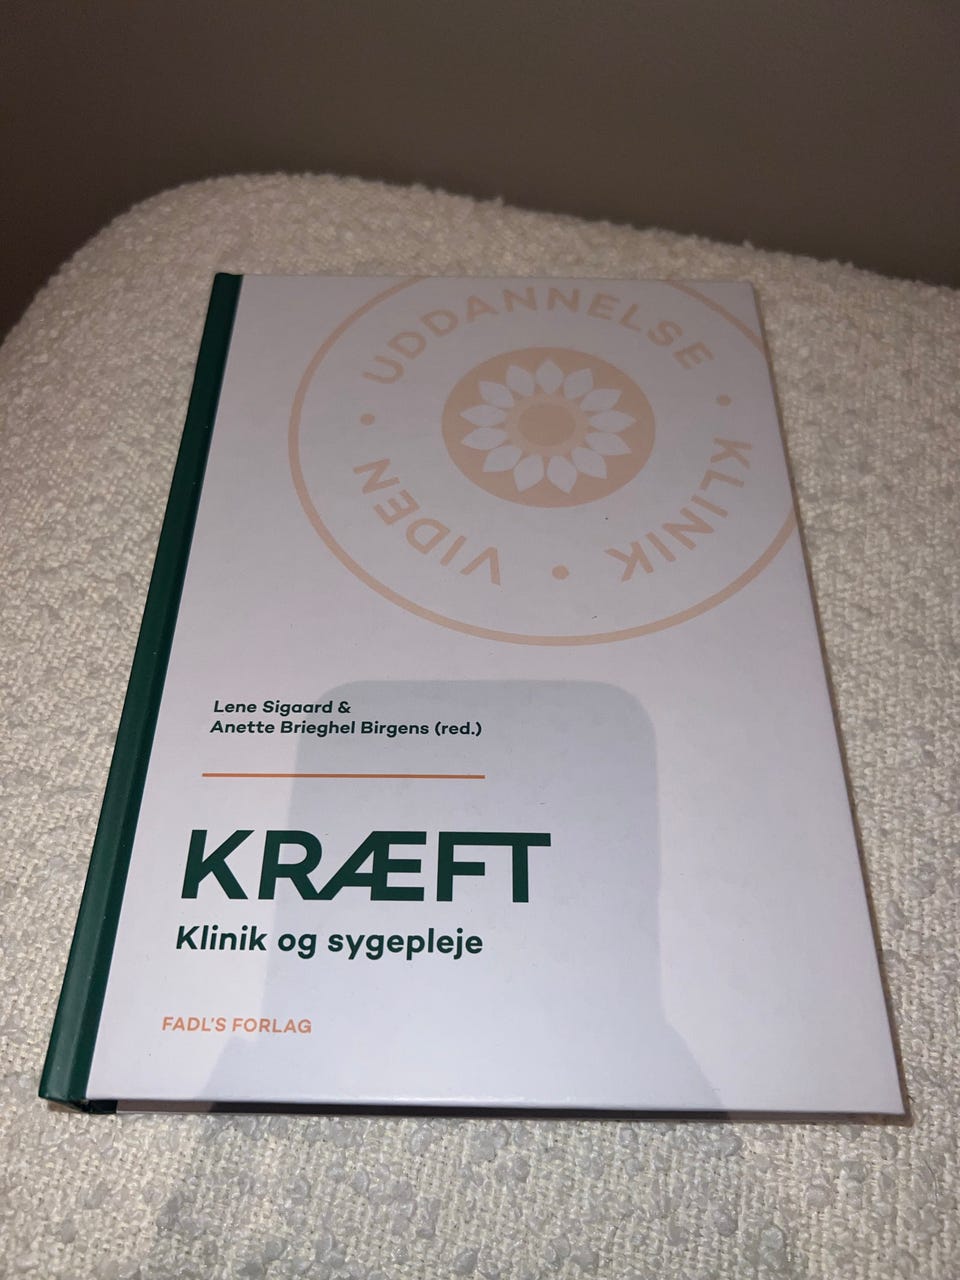 UDDANNELSE • KLINIK • VIDEN •
Lene Sigaard &
Anette Brieghel Birgens (red.)
KRÆFT
Klinik og sygepleje
FADL'S FORLAG